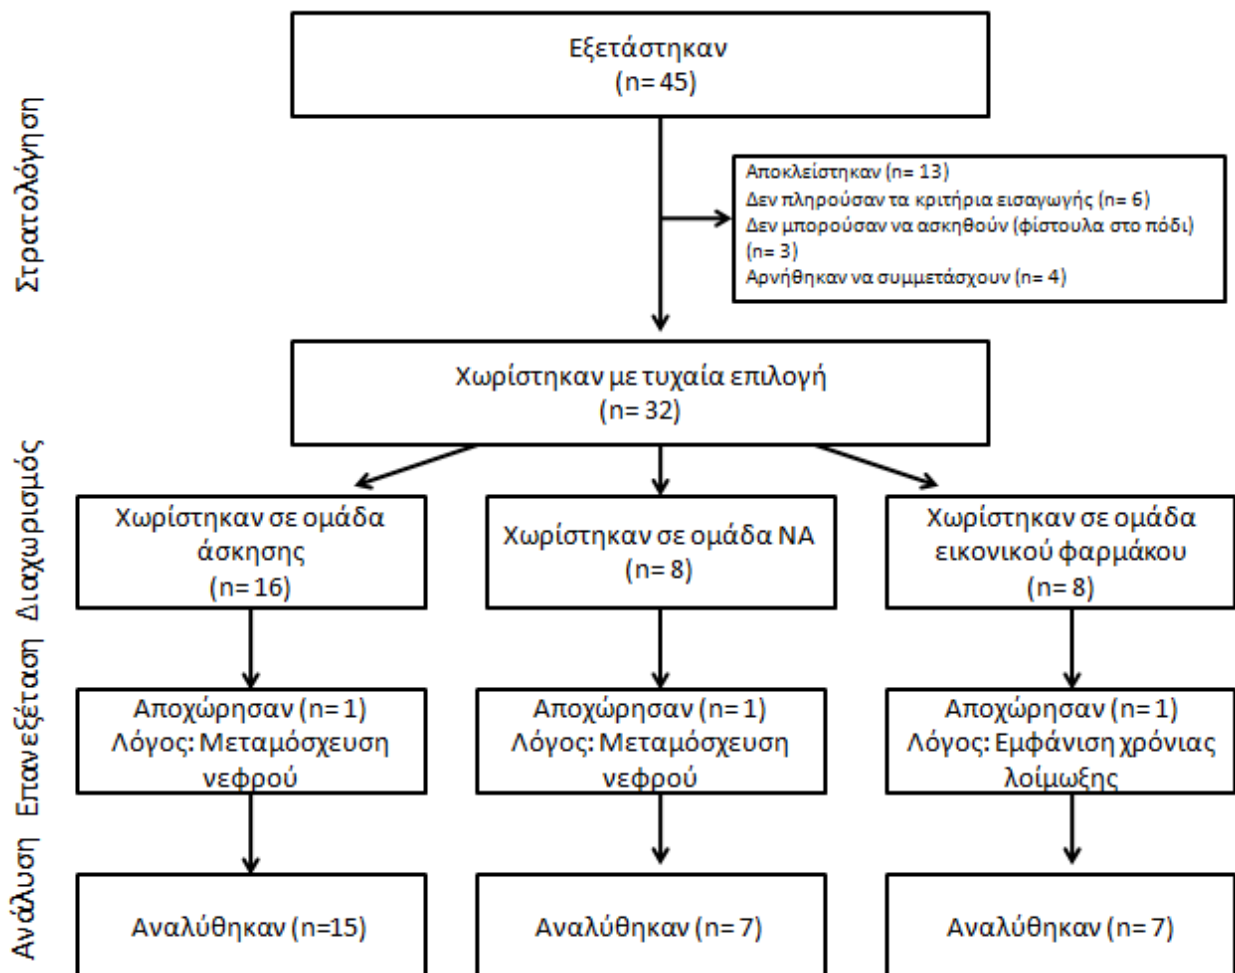 Εξετάστηκαν
(n= 45)
Στρατολόγηση
Αποκλείστηκαν (n= 13)
Δεν πληρούσαν τα κριτήρια εισαγωγής (n= 6)
Δεν μπορούσαν να ασκηθούν (φίστουλα στο πόδι)
(n= 3)
Αρνήθηκαν να συμμετάσχουν (n= 4)
Χωρίστηκαν με τυχαία επιλογή
(n= 32)
Διαχωρισμός
Χωρίστηκαν σε ομάδα
άσκησης
(n= 16)
Χωρίστηκαν σε ομάδα ΝΑ
(n= 8)
Χωρίστηκαν σε ομάδα
εικονικού φαρμάκου
(n= 8)
Επανεξέταση
Αποχώρησαν (n= 1)
Λόγος: Μεταμόσχευση
νεφρού
Αποχώρησαν (n= 1)
Λόγος: Μεταμόσχευση
νεφρού
Αποχώρησαν (n= 1)
Λόγος: Εμφάνιση χρόνιας
λοίμωξης
Ανάλυση
Αναλύθηκαν (n=15)
Αναλύθηκαν (n= 7)
Αναλύθηκαν (n= 7)